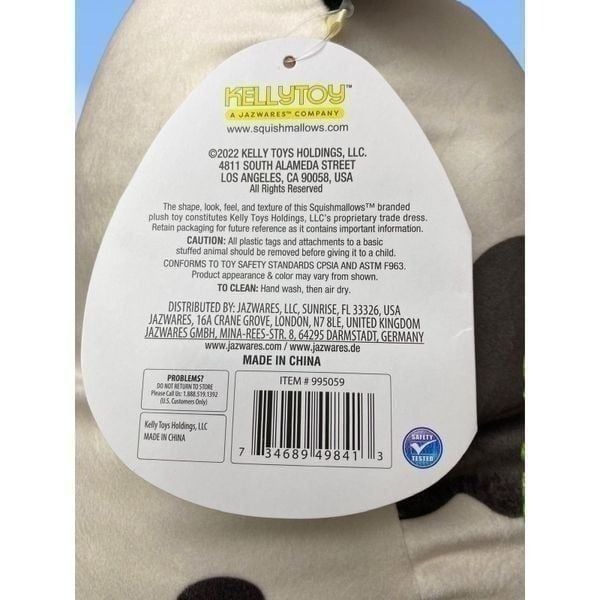 KELLYTOY™
A JAZWARES™ COMPANY
www.squishmallows.com
©2022 KELLY TOYS HOLDINGS, LLC.
4811 SOUTH ALAMEDA STREET
LOS ANGELES, CA 90058, USA
All Rights Reserved
The shape, look, feel, and texture of this Squishmallows™ branded
plush toy constitutes Kelly Toys Holdings, LLC's proprietary trade dress.
Retain packaging for future reference as it contains important information.
CAUTION: All plastic tags and attachments to a basic
stuffed animal should be removed before giving it to a child.
CONFORMS TO TOY SAFETY STANDARDS CPSIA AND ASTM F963.
Product appearance & color may vary from shown.
TO CLEAN: Hand wash, then air dry.
DISTRIBUTED BY: JAZWARES, LLC, SUNRISE, FL 33326, USA
JAZWARES, 16A CRANE GROVE, LONDON, N7 8LE, UNITED KINGDOM
JAZWARES GMBH, MINA-REES-STR. 8, 64295 DARMSTADT, GERMANY
www.jazwares.com / www.jazwares.de
MADE IN CHINA
PROBLEMS?
DO NOT RETURN TO STORE
Please Call Us: 1.888.519.1392
(U.S. Customers Only)
Kelly Toys Holdings, LLC
MADE IN CHINA
ITEM # 995059
7 34689 49841 3
SAFETY
TESTED